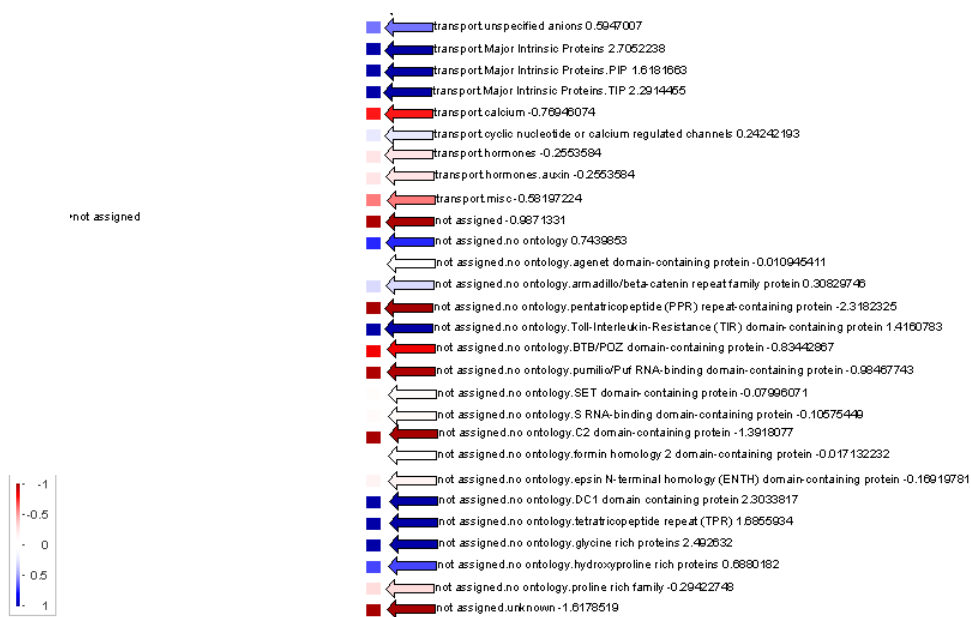 transport.unspecified anions 0.5947007
transport.Major Intrinsic Proteins 2.7052238
transport.Major Intrinsic Proteins.PIP 1.6181663
transport.Major Intrinsic Proteins.TIP 2.2914455
transport.calcium -0.76946074
transport.cyclic nucleotide or calcium regulated channels 0.24242193
transport.hormones -0.2553584
transport.hormones.auxin -0.2553584
transport.misc -0.58197224
not assigned
not assigned -0.9871331
not assigned.no ontology 0.7439853
not assigned.no ontology.agenet domain-containing protein -0.010945411
not assigned.no ontology.armadillo/beta-catenin repeat family protein 0.30829746
not assigned.no ontology.pentatricopeptide (PPR) repeat-containing protein -2.3182325
not assigned.no ontology.Toll-Interleukin-Resistance (TIR) domain-containing protein 1.4160783
not assigned.no ontology.BTB/POZ domain-containing protein -0.83442867
not assigned.no ontology.pumilio/Puf RNA-binding domain-containing protein -0.98467743
not assigned.no ontology.SET domain-containing protein -0.07996071
not assigned.no ontology.S RNA-binding domain-containing protein -0.10575449
not assigned.no ontology.C2 domain-containing protein -1.3918077
not assigned.no ontology.formin homology 2 domain-containing protein -0.017132232
not assigned.no ontology.epsin N-terminal homology (ENTH) domain-containing protein -0.16919781
not assigned.no ontology.DC1 domain containing protein 2.3033817
not assigned.no ontology.tetratricopeptide repeat (TPR) 1.6855934
not assigned.no ontology.glycine rich proteins 2.492632
not assigned.no ontology.hydroxyproline rich proteins 0.6880182
not assigned.no ontology.proline rich family -0.29422748
not assigned.unknown -1.6178519
-1
-0.5
0
0.5
1